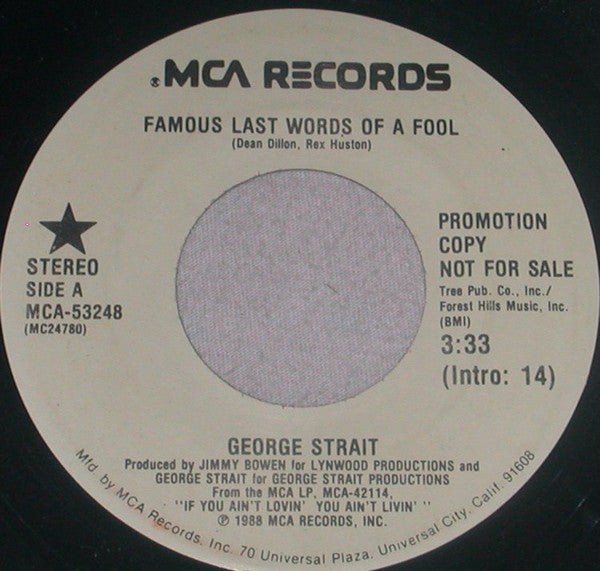 ®MCA RECORDS
FAMOUS LAST WORDS OF A FOOL
(Dean Dillon, Rex Huston)
STEREO
SIDE A
MCA-53248
(MC24780)
PROMOTION
COPY
NOT FOR SALE
Tree Pub. Co., Inc./
Forest Hills Music, Inc.
(BMI)
3:33
(Intro: 14)
GEORGE STRAIT
Produced by JIMMY BOWEN for LYNWOOD PRODUCTIONS and
GEORGE STRAIT for GEORGE STRAIT PRODUCTIONS
From the MCA LP, MCA-42114,
"IF YOU AIN'T LOVIN' YOU AIN'T LIVIN' "
℗ 1988 MCA RECORDS, INC.
Mfd. by MCA Records, Inc. 70 Universal Plaza, Universal City, Calif. 91608